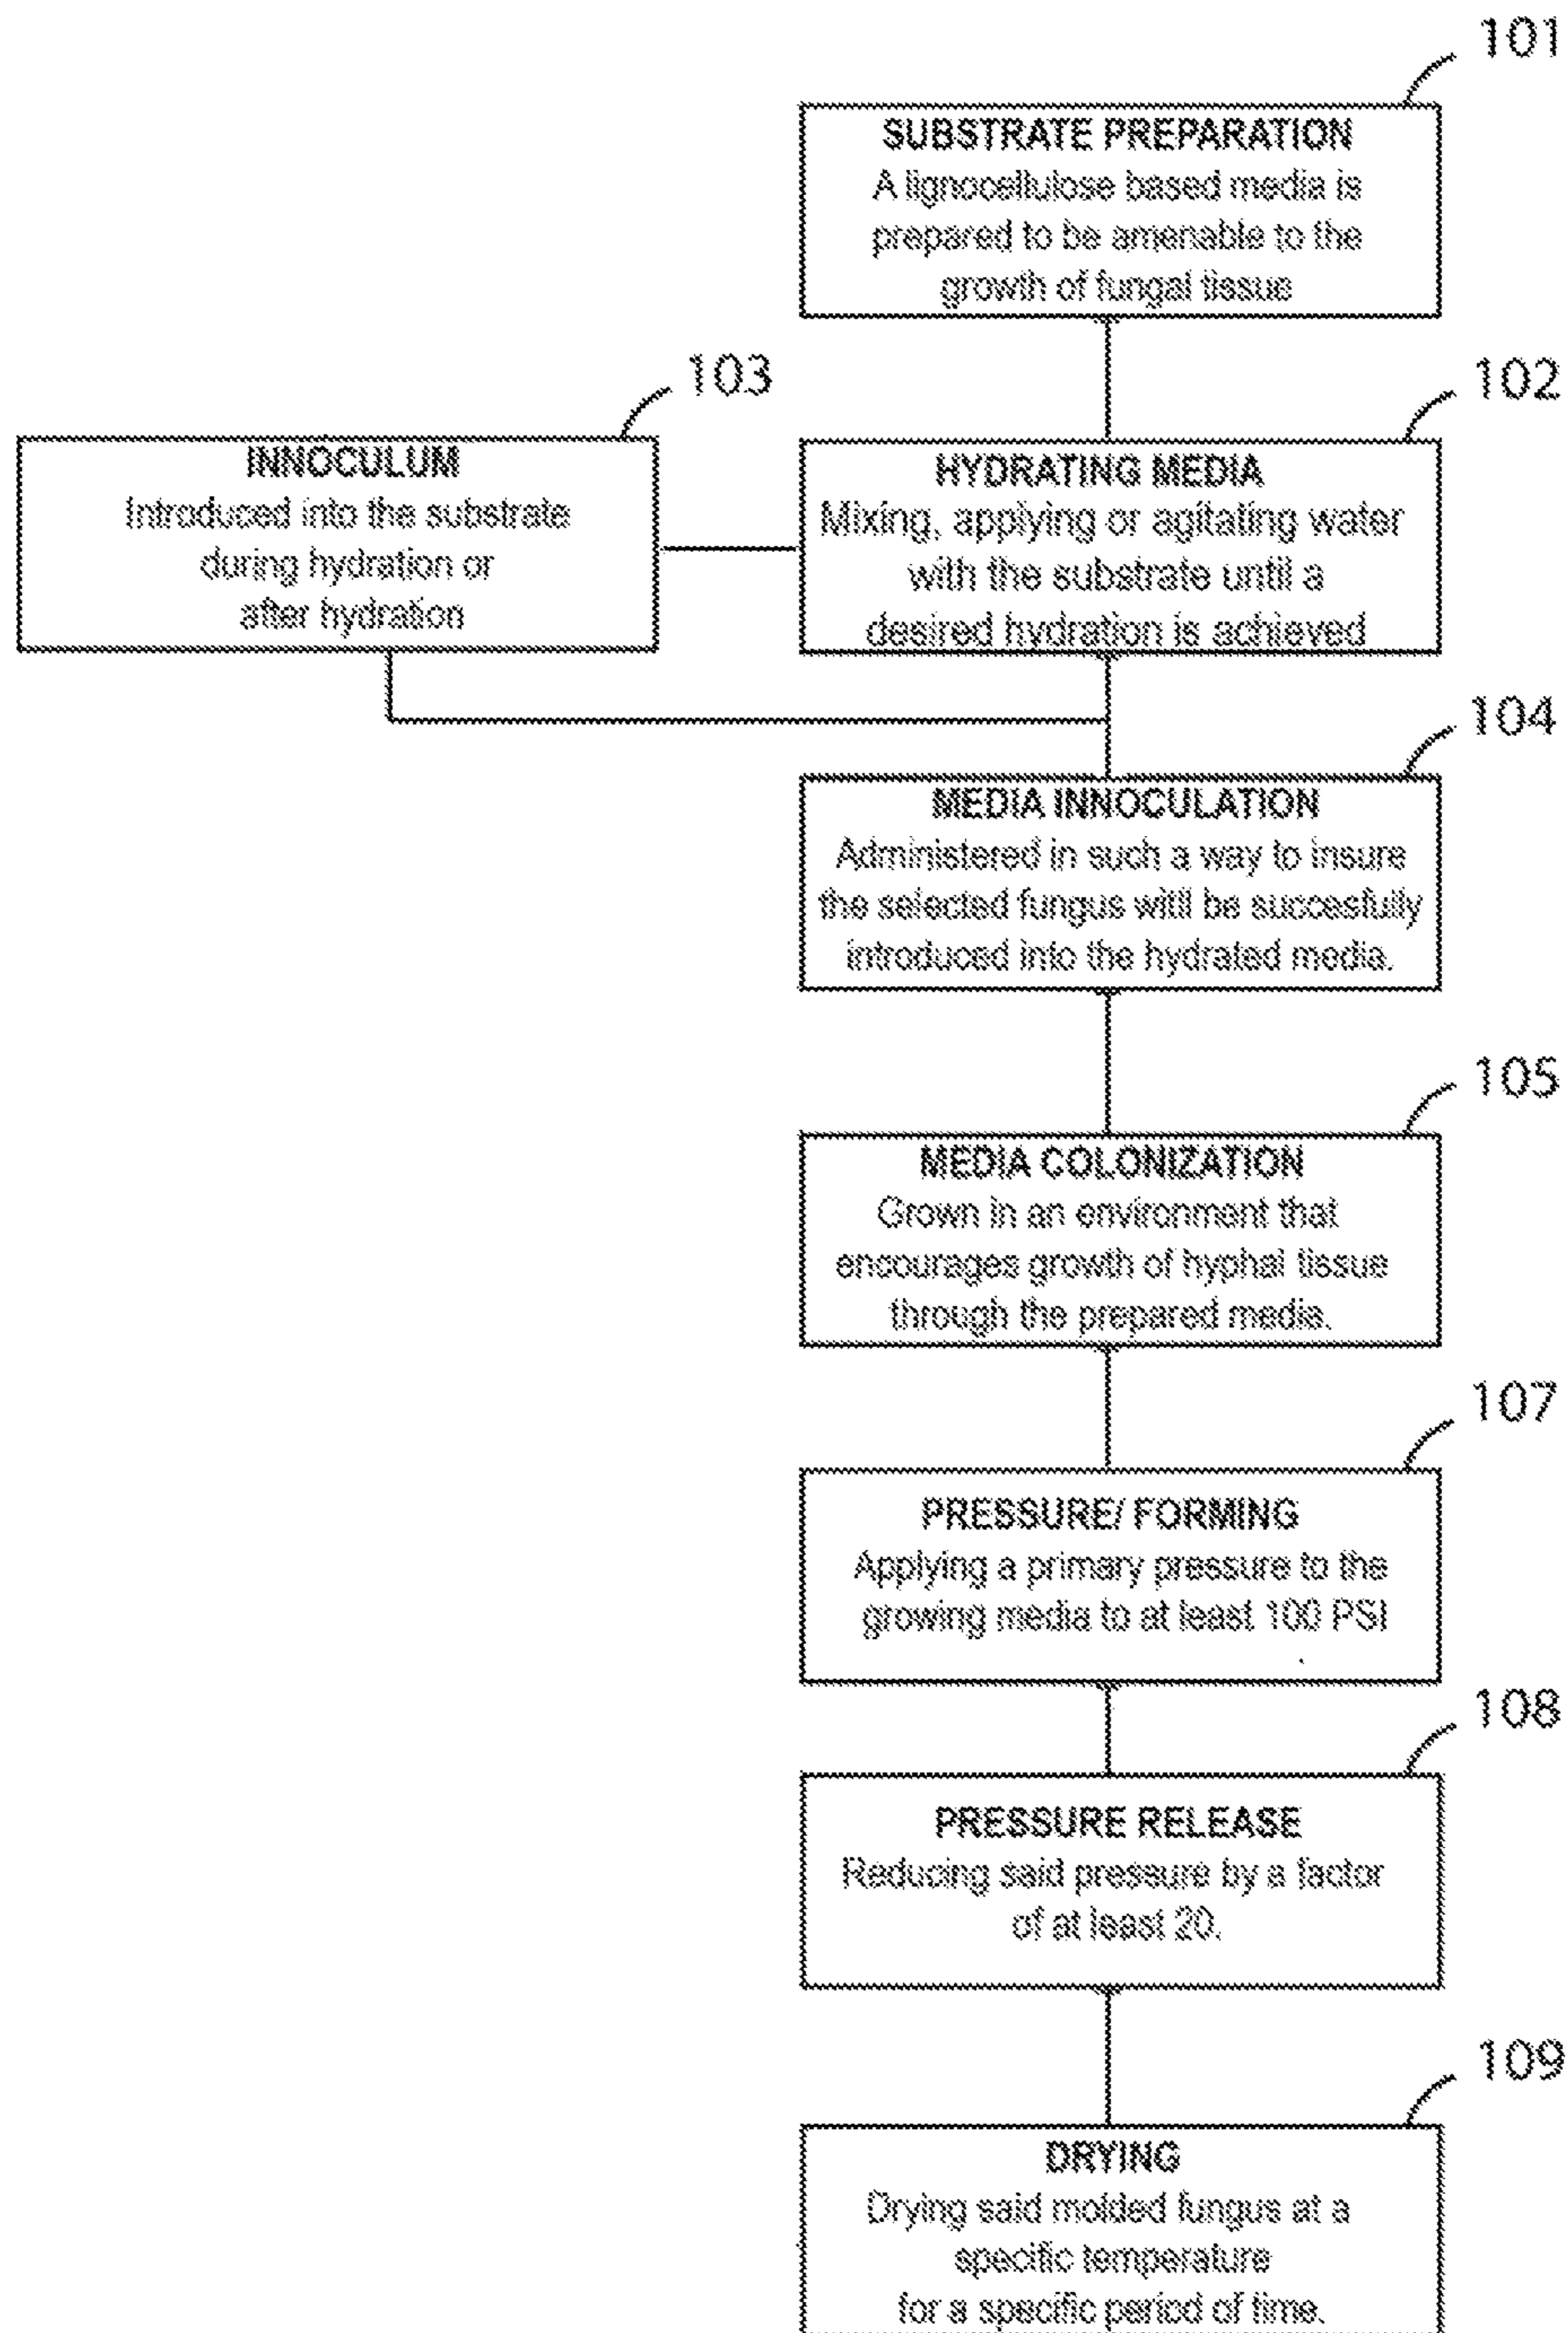 101
SUBSTRATE PREPARATION
A lignocellulose based media is
prepared to be amenable to the
growth of fungal tissue
103
INNOCULUM
Introduced into the substrate
during hydration or
after hydration
102
HYDRATING MEDIA
Mixing, applying or agitating water
with the substrate until a
desired hydration is achieved
104
MEDIA INNOCULATION
Administered in such a way to insure
the selected fungus witll be succesfully
introduced into the hydrated media.
105
MEDIA COLONIZATION
Grown in an environment that
encourages growth of hyphal tissue
through the prepared media.
107
PRESSURE/ FORMING
Applying a primary pressure to the
growing media to at least 100 PSI
108
PRESSURE RELEASE
Reducing said pressure by a factor
of at least 20.
109
DRYING
Drying said molded fungus at a
specific temperature
for a specific period of time.